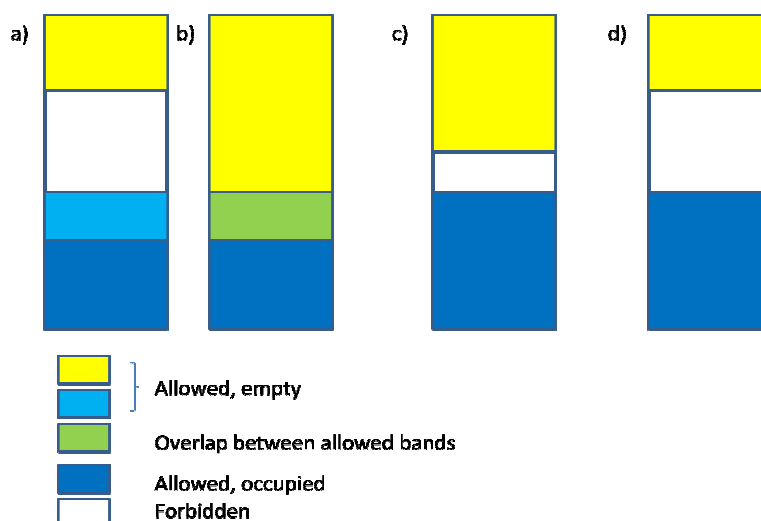 a) b) c) d)
Allowed, empty
Overlap between allowed bands
Allowed, occupied
Forbidden